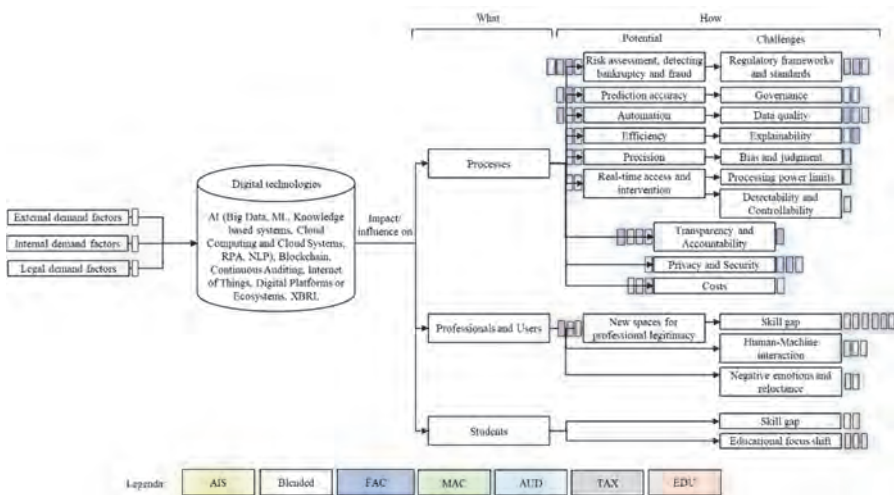 What
How
Potential
Challenges
Risk assessment, detecting
bankruptcy and fraud
Regulatory frameworks
and standards
Prediction accuracy
Governance
Automation
Data quality
Efficiency
Explainability
Precision
Bias and judgment
Processes
Real-time access and
intervention
Processing power limits
Detectability and
Controllability
Digital technologies
AI (Big Data, ML, Knowledge
based systems, Cloud
Computing and Cloud Systems,
RPA, NLP), Blockchain,
Continuous Auditing, Internet
of Things, Digital Platforms or
Ecosystems, XBRL
Impact/
influence on
External demand factors
Internal demand factors
Legal demand factors
Transparency and
Accountability
Privacy and Security
Costs
Professionals and Users
New spaces for
professional legitimacy
Skill gap
Human-Machine
interaction
Negative emotions and
reluctance
Students
Skill gap
Educational focus shift
Legenda:
AIS
Blended
FAC
MAC
AUD
TAX
EDU